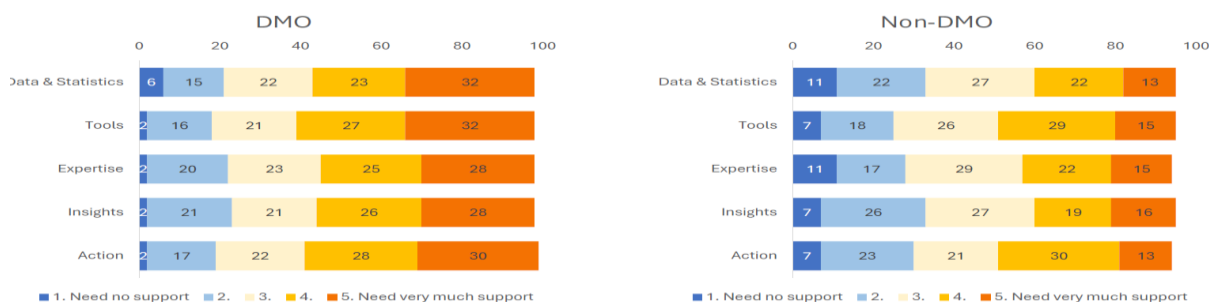 DMO
0 20 40 60 80 100
Data & Statistics 6 15 22 23 32
Tools 2 16 21 27 32
Expertise 2 20 23 25 28
Insights 2 21 21 26 28
Action 2 17 22 28 30
1. Need no support 2. 3. 4. 5. Need very much support
Non-DMO
0 20 40 60 80 100
Data & Statistics 11 22 27 22 13
Tools 7 18 26 29 15
Expertise 11 17 29 22 15
Insights 7 26 27 19 16
Action 7 23 21 30 13
1. Need no support 2. 3. 4. 5. Need very much support